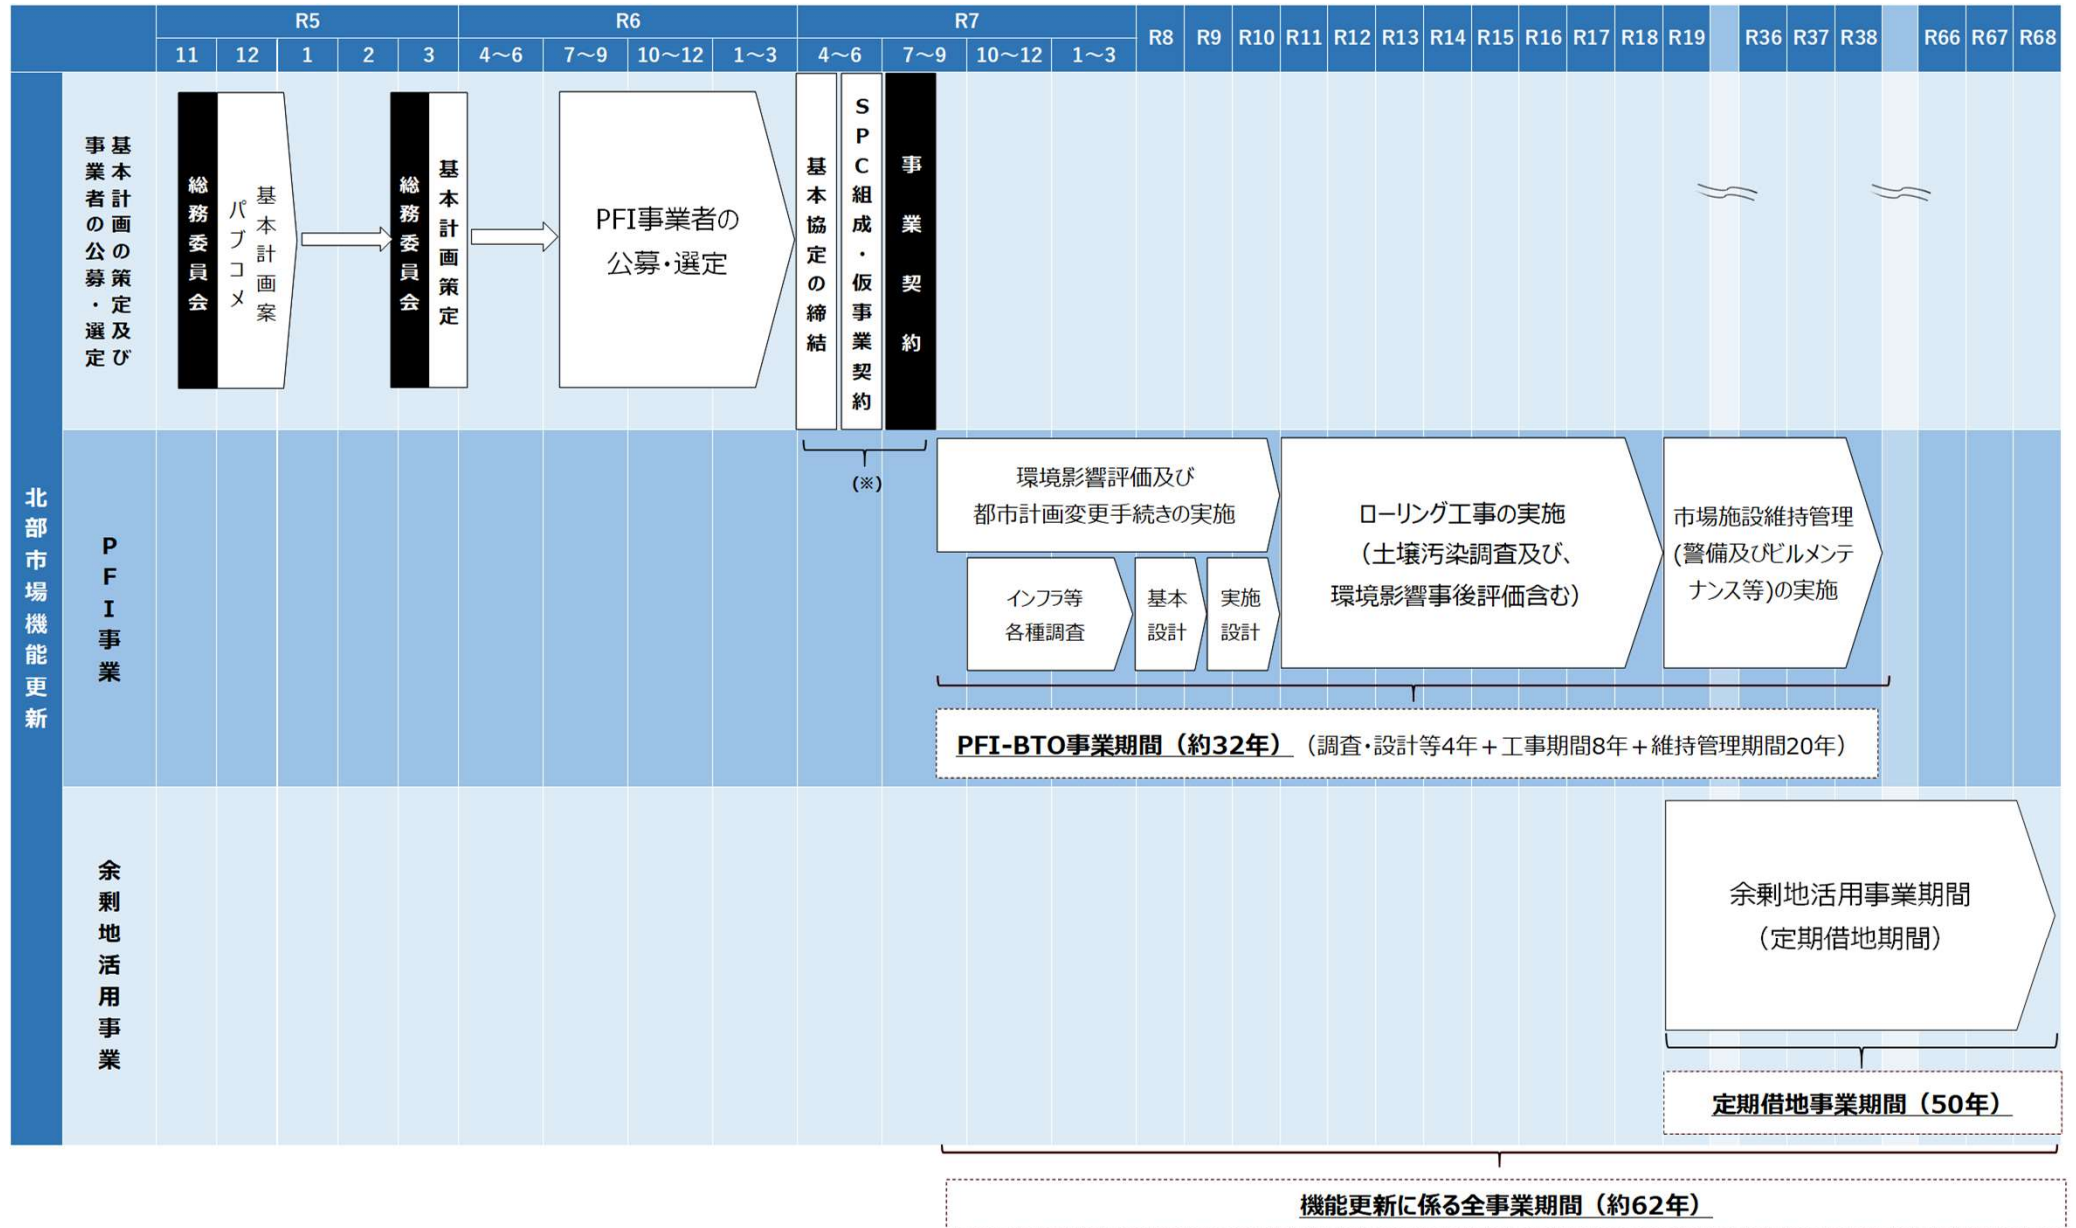 R5 R6 R7 R8 R9 R10 R11 R12 R13 R14 R15 R16 R17 R18 R19 R36 R37 R38 R66 R67 R68
11 12 1 2 3 4～6 7～9 10～12 1～3 4～6 7～9 10～12 1～3
北部市場機能更新
基本計画の策定及び
事業者の公募・選定
総務委員会
基本計画案
パブコメ
総務委員会
基本計画策定
PFI事業者の
公募・選定
基本協定の締結
SPC組成・仮事業契約
事業契約
(※)
PFI事業
環境影響評価及び
都市計画変更手続きの実施
インフラ等
各種調査
基本
設計
実施
設計
ローリング工事の実施
（土壌汚染調査及び、
環境影響事後評価含む）
市場施設維持管理
(警備及びビルメンテ
ナンス等)の実施
PFI-BTO事業期間（約32年）（調査・設計等4年＋工事期間8年＋維持管理期間20年）
余剰地活用事業
余剰地活用事業期間
（定期借地期間）
定期借地事業期間（50年）
機能更新に係る全事業期間（約62年）